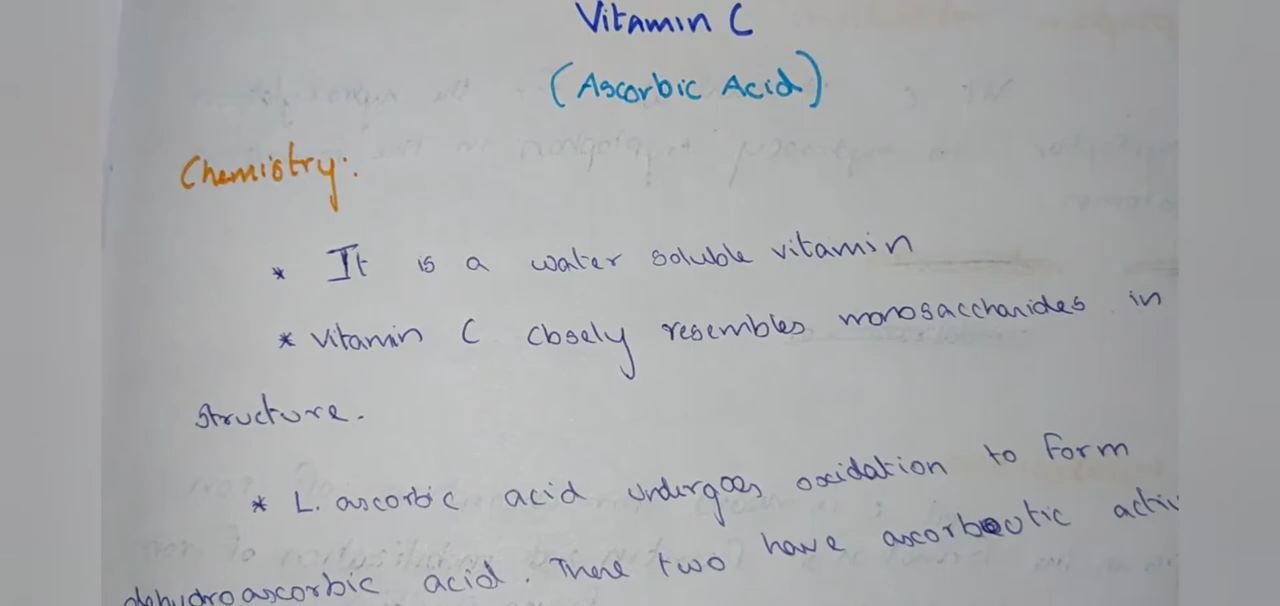 Vitamin C
(Ascorbic Acid)
Chemistry:
* It is a water soluble vitamin
* Vitamin C closely resembles monosaccharides in
structure.
* L. ascorbic acid undergoes oxidation to form
dehydroascorbic acid. These two have